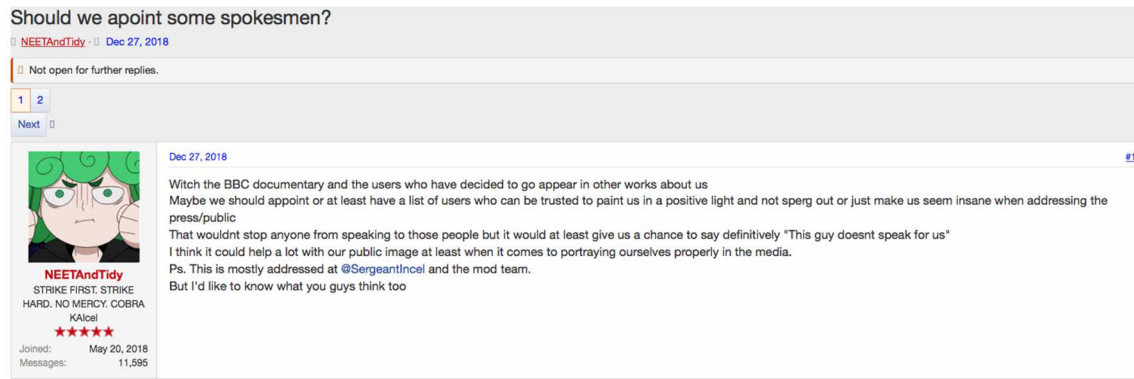 Should we apoint some spokesmen?
NEETAndTidy · Dec 27, 2018
Not open for further replies.
1 2
Next
Dec 27, 2018 #1
Witch the BBC documentary and the users who have decided to go appear in other works about us
Maybe we should appoint or at least have a list of users who can be trusted to paint us in a positive light and not sperg out or just make us seem insane when addressing the
press/public
That wouldnt stop anyone from speaking to those people but it would at least give us a chance to say definitively "This guy doesnt speak for us"
I think it could help a lot with our public image at least when it comes to portraying ourselves properly in the media.
Ps. This is mostly addressed at @SergeantIncel and the mod team.
But I'd like to know what you guys think too
NEETAndTidy
STRIKE FIRST. STRIKE
HARD. NO MERCY. COBRA
KAIcel
★★★★★
Joined: May 20, 2018
Messages: 11,595